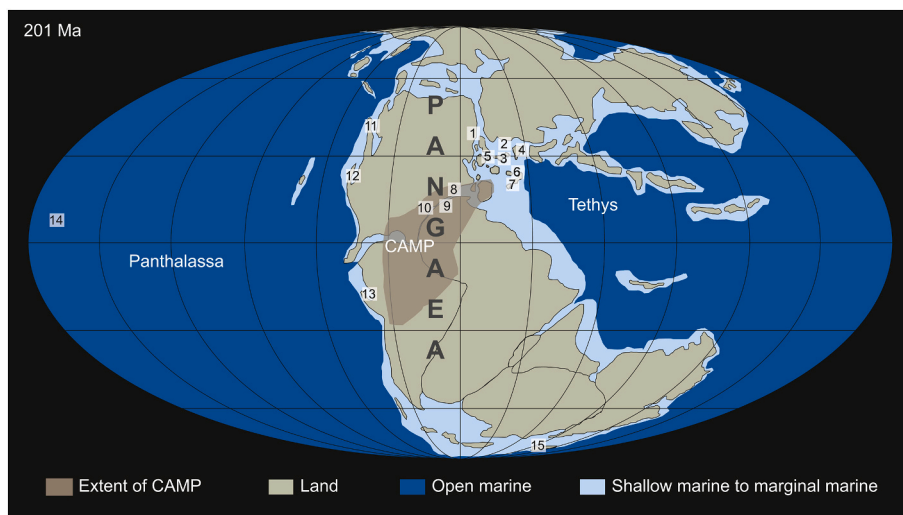 201 Ma
P
A
N
G
A
E
A
11
1
2
5
3
4
12
6
7
8
10
9
14
Tethys
CAMP
Panthalassa
13
15
Extent of CAMP
Land
Open marine
Shallow marine to marginal marine